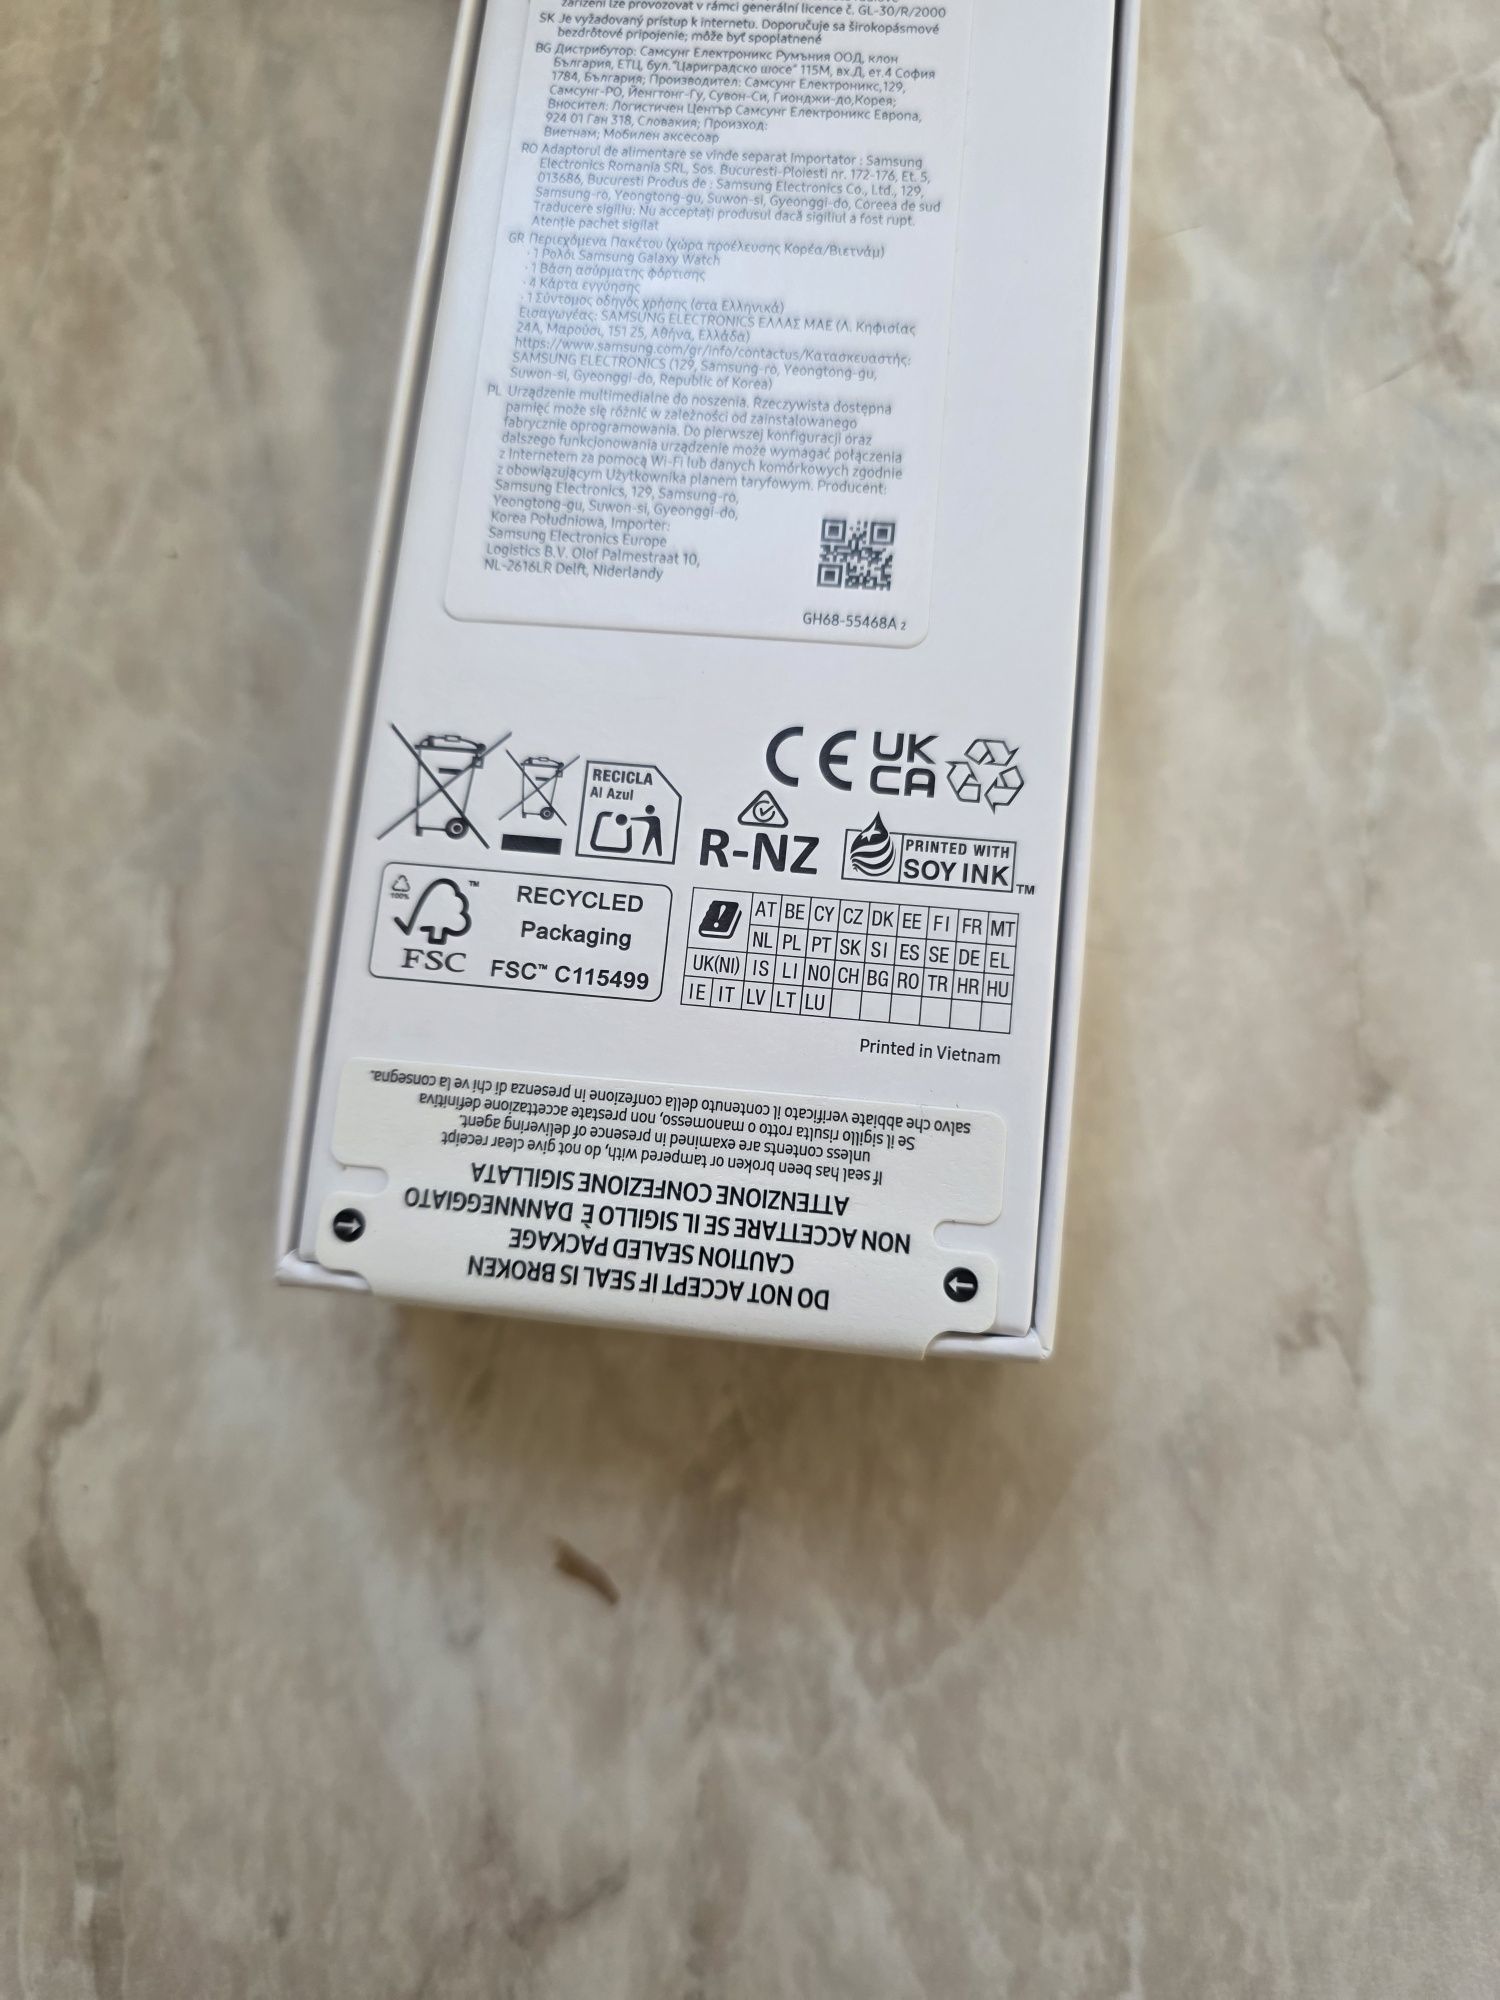 zařízení lze provozovat v rámci generální licence č. GL-30/R/2000
SK Je vyžadovaný prístup k internetu. Doporučuje sa širokopásmové
bezdrôtové pripojenie; môže byť spoplatnené
BG Дистрибутор: Самсунг Електроникс Румъния ООД, клон
България, ЕТЦ, бул. "Цариградско шосе" 115М, вх.Д, ет.4 София
1784, България; Производител: Самсунг Електроникс,129,
Самсунг-РО, Йенгтонг-Гу, Сувон-Си, Гионджи-до,Корея;
Вносител: Логистичен Център Самсунг Електроникс Европа,
924 01 Ган 318, Словакия; Произход:
Виетнам; Мобилен аксесоар
RO Adaptorul de alimentare se vinde separat Importator : Samsung
Electronics Romania SRL, Sos. Bucuresti-Ploiesti nr. 172-176, Et. 5,
013686, Bucuresti Produs de : Samsung Electronics Co., Ltd., 129,
Samsung-ro, Yeongtong-gu, Suwon-si, Gyeonggi-do, Coreea de sud
Traducere sigiliu: Nu acceptați produsul dacă sigiliul a fost rupt.
Atenție pachet sigilat
GR Περιεχόμενα Πακέτου (χώρα προέλευσης Κορέα/Βιετνάμ)
· 1 Ρολόι Samsung Galaxy Watch
· 1 Βάση ασύρματης φόρτισης
· 4 Κάρτα εγγύησης
· 1 Σύντομος οδηγός χρήσης (στα Ελληνικά)
Εισαγωγέας: SAMSUNG ELECTRONICS ΕΛΛΑΣ ΜΑΕ (Λ. Κηφισίας
24Α, Μαρούσι, 151 25, Αθήνα, Ελλάδα)
https://www.samsung.com/gr/info/contactus/Κατασκευαστής:
SAMSUNG ELECTRONICS (129, Samsung-ro, Yeongtong-gu,
Suwon-si, Gyeonggi-do, Republic of Korea)
PL Urządzenie multimedialne do noszenia. Rzeczywista dostępna
pamięć może się różnić w zależności od zainstalowanego
fabrycznie oprogramowania. Do pierwszej konfiguracji oraz
dalszego funkcjonowania urządzenie może wymagać połączenia
z Internetem za pomocą Wi-Fi lub danych komórkowych zgodnie
z obowiązującym Użytkownika planem taryfowym. Producent:
Samsung Electronics, 129, Samsung-ro,
Yeongtong-gu, Suwon-si, Gyeonggi-do,
Korea Południowa, Importer:
Samsung Electronics Europe
Logistics B.V. Olof Palmestraat 10,
NL-2616LR Delft, Niderlandy
GH68-55468A 2
CE UK
CA
RECICLA
Al Azul
R-NZ
PRINTED WITH
SOY INK™
100%
™
FSC
RECYCLED
Packaging
FSC™ C115499
AT BE CY CZ DK EE FI FR MT
NL PL PT SK SI ES SE DE EL
UK(NI) IS LI NO CH BG RO TR HR HU
IE IT LV LT LU
Printed in Vietnam
DO NOT ACCEPT IF SEAL IS BROKEN
CAUTION SEALED PACKAGE
NON ACCETTARE SE IL SIGILLO È DANNNEGGIATO
ATTENZIONE CONFEZIONE SIGILLATA
If seal has been broken or tampered with, do not give clear receipt
unless contents are examined in presence of delivering agent.
Se il sigillo risulta rotto o manomesso, non prestate accettazione definitiva
salvo che abbiate verificato il contenuto della confezione in presenza di chi ve la consegna.